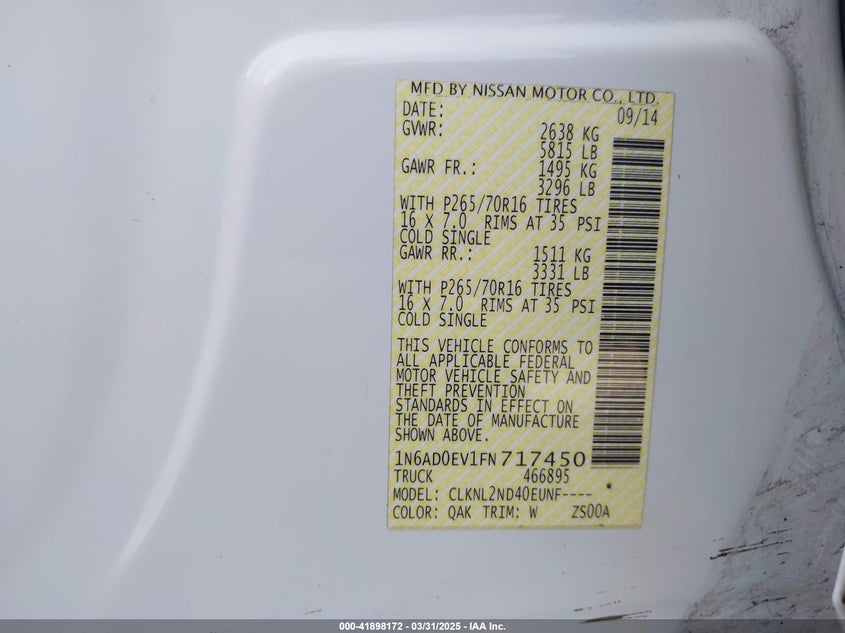 MFD BY NISSAN MOTOR CO., LTD.
DATE: 09/14
GVWR: 2638 KG
5815 LB
GAWR FR.: 1495 KG
3296 LB
WITH P265/70R16 TIRES
16 X 7.0 RIMS AT 35 PSI
COLD SINGLE
GAWR RR.: 1511 KG
3331 LB
WITH P265/70R16 TIRES
16 X 7.0 RIMS AT 35 PSI
COLD SINGLE
THIS VEHICLE CONFORMS TO
ALL APPLICABLE FEDERAL
MOTOR VEHICLE SAFETY AND
THEFT PREVENTION
STANDARDS IN EFFECT ON
THE DATE OF MANUFACTURE
SHOWN ABOVE.
1N6AD0EV1FN717450
TRUCK 466895
MODEL: CLKNL2ND40EUNF----
COLOR: QAK TRIM: W ZS00A
000-41898172 - 03/31/2025 - IAA Inc.